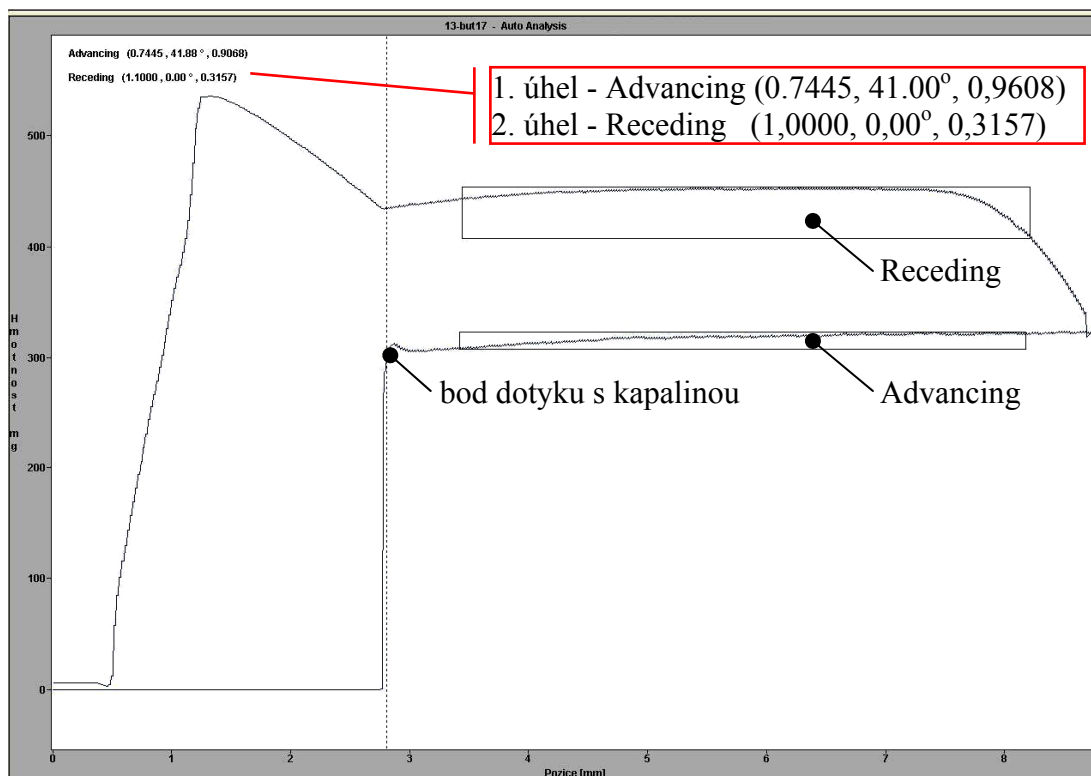 13-but17 - Auto Analysis
Advancing (0.7445 , 41.88 ° , 0.9068)
Receding (1.1000 , 0.00 ° , 0.3157)
1. úhel - Advancing (0.7445, 41.00º, 0,9608)
2. úhel - Receding (1,0000, 0,00º, 0,3157)
500
400
300
200
100
0
Hmotnost mg
Receding
Advancing
bod dotyku s kapalinou
0 1 2 3 4 5 6 7 8
Pozice [mm]